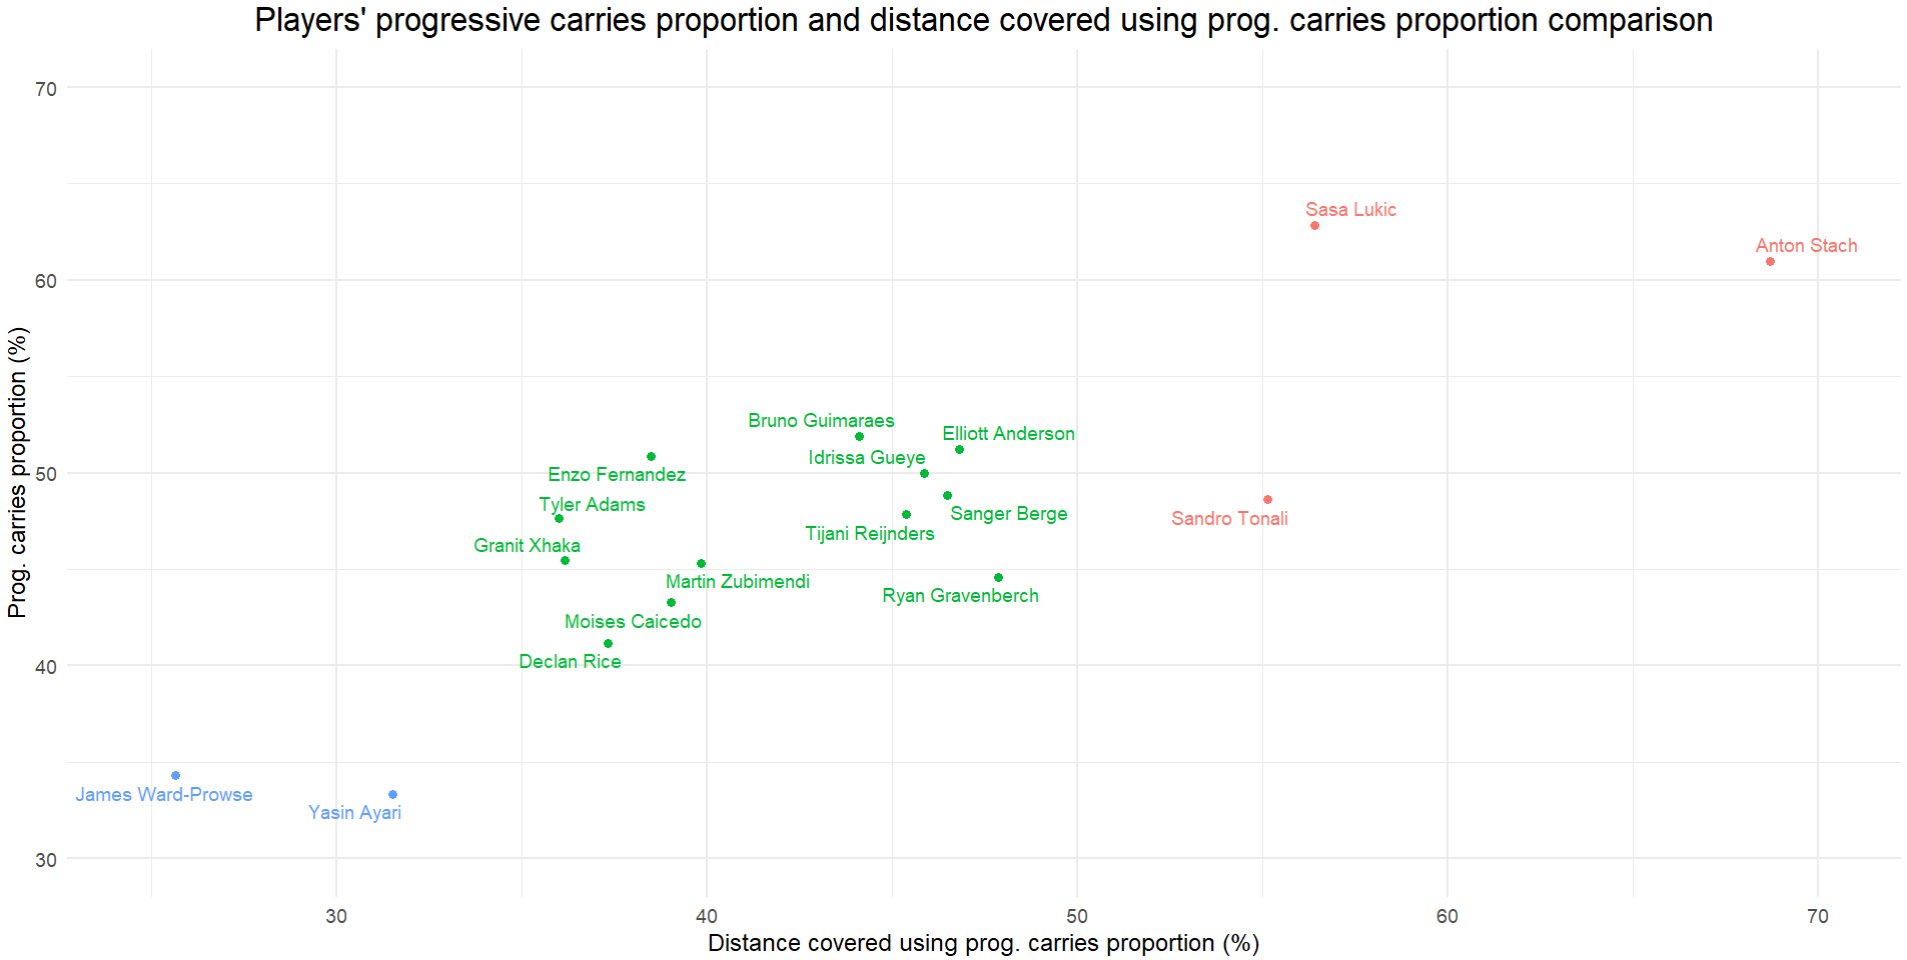 Players' progressive carries proportion and distance covered using prog. carries proportion comparison
70
60
50
40
30
Prog. carries proportion (%)
Sasa Lukic
Anton Stach
Bruno Guimaraes
Elliott Anderson
Idrissa Gueye
Enzo Fernandez
Tyler Adams
Sanger Berge
Sandro Tonali
Tijani Reijnders
Granit Xhaka
Martin Zubimendi
Ryan Gravenberch
Moises Caicedo
Declan Rice
James Ward-Prowse
Yasin Ayari
30
40
50
60
70
Distance covered using prog. carries proportion (%)